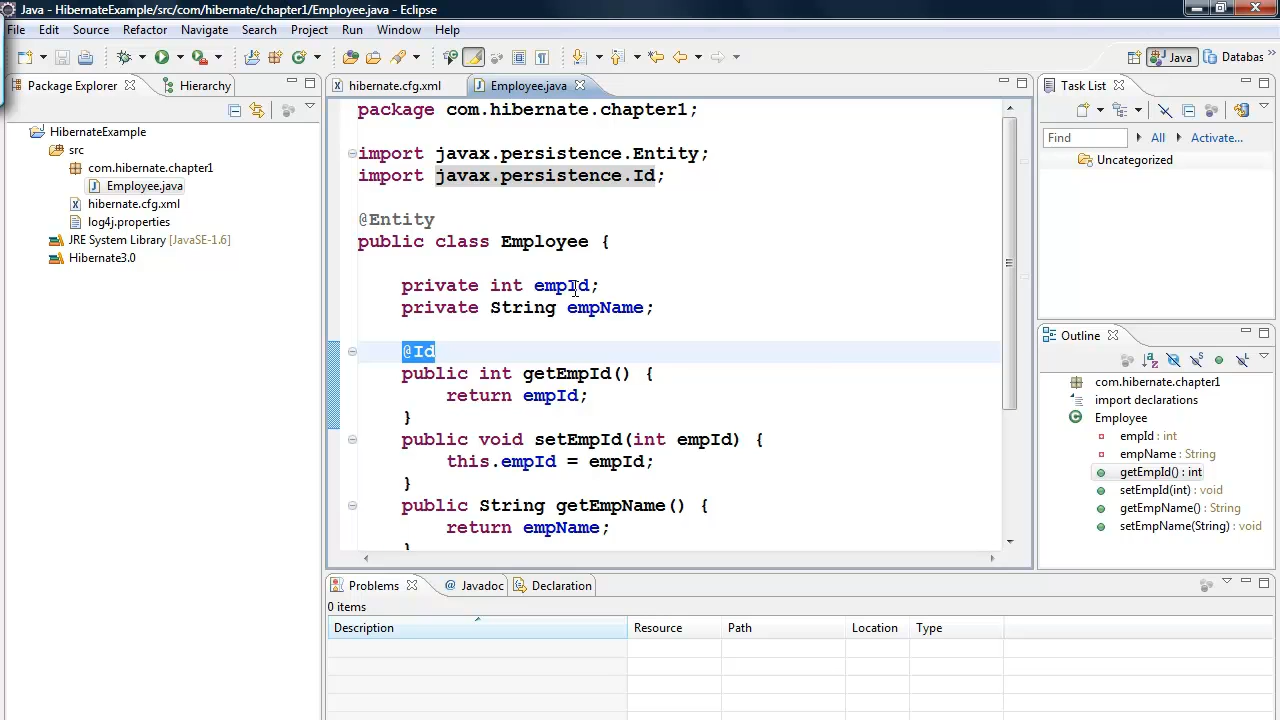 Java - HibernateExample/src/com/hibernate/chapter1/Employee.java - Eclipse
File Edit Source Refactor Navigate Search Project Run Window Help
Java Databas
Package Explorer Hierarchy
HibernateExample
src
com.hibernate.chapter1
Employee.java
hibernate.cfg.xml
log4j.properties
JRE System Library [JavaSE-1.6]
Hibernate3.0
hibernate.cfg.xml Employee.java
package com.hibernate.chapter1;
import javax.persistence.Entity;
import javax.persistence.Id;
@Entity
public class Employee {
private int empId;
private String empName;
@Id
public int getEmpId() {
return empId;
}
public void setEmpId(int empId) {
this.empId = empId;
}
public String getEmpName() {
return empName;
}
Task List
Find All Activate...
Uncategorized
Outline
com.hibernate.chapter1
import declarations
Employee
empId : int
empName : String
getEmpId() : int
setEmpId(int) : void
getEmpName() : String
setEmpName(String) : void
Problems @ Javadoc Declaration
0 items
Description Resource Path Location Type